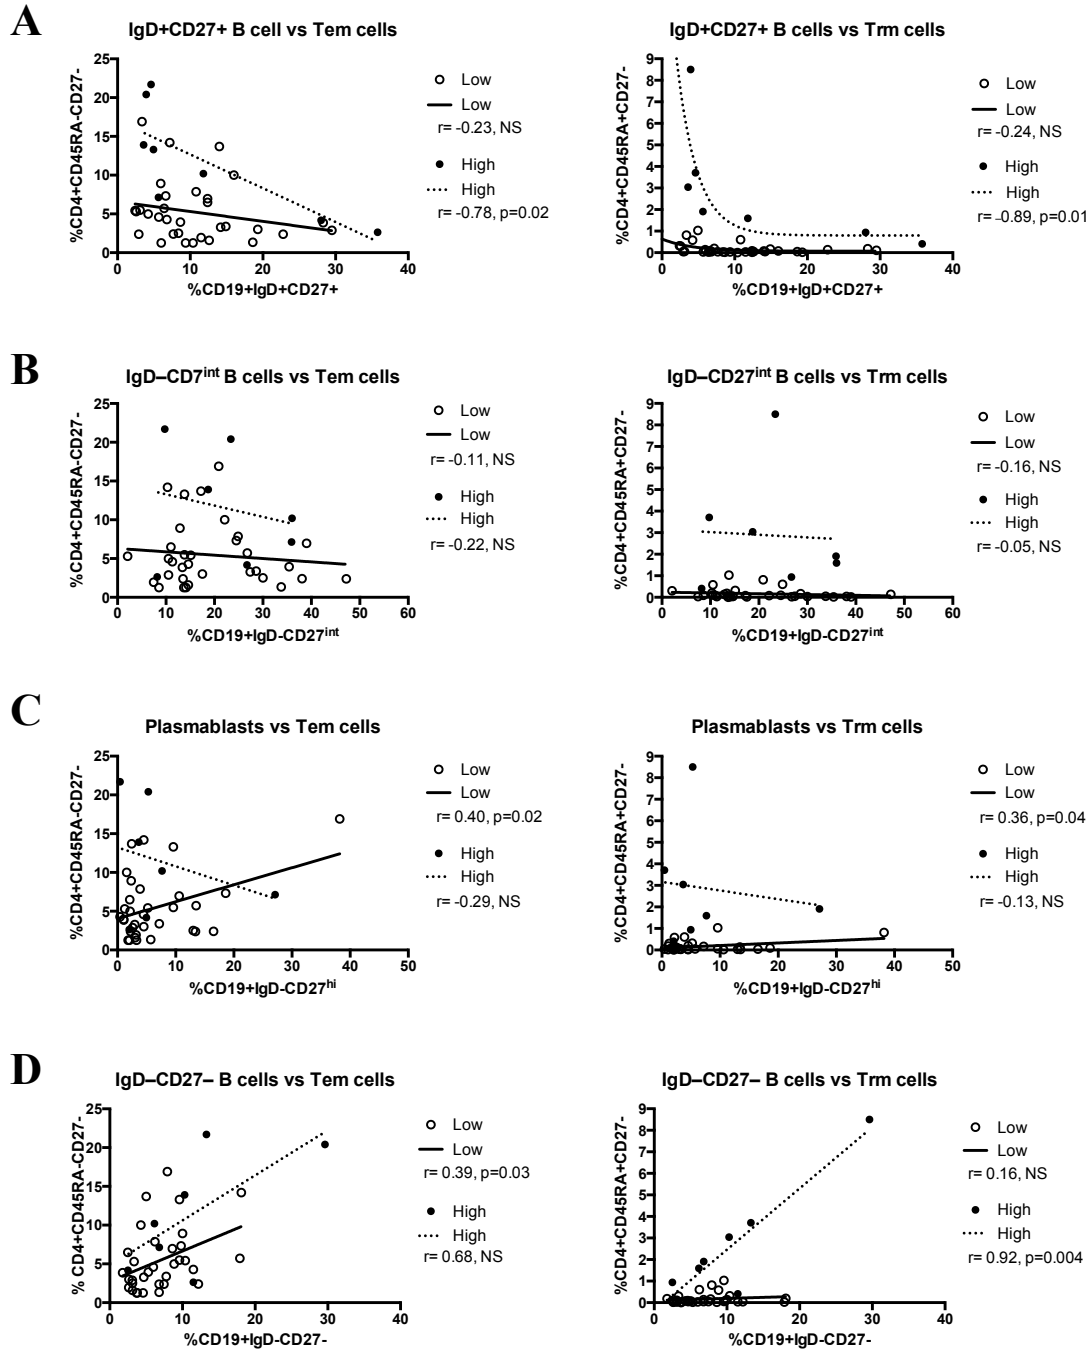 A
IgD+CD27+ B cell vs Tem cells
%CD4+CD45RA-CD27-
25
20
15
10
5
0
0 10 20 30 40
%CD19+IgD+CD27+
Low
Low
r= -0.23, NS
High
High
r= -0.78, p=0.02
IgD+CD27+ B cells vs Trm cells
%CD4+CD45RA+CD27-
9
8
7
6
5
4
3
2
1
0
0 10 20 30 40
%CD19+IgD+CD27+
Low
Low
r= -0.24, NS
High
High
r= -0.89, p=0.01
B
IgD–CD7int B cells vs Tem cells
%CD4+CD45RA-CD27-
25
20
15
10
5
0
0 10 20 30 40 50 60
%CD19+IgD-CD27int
Low
Low
r= -0.11, NS
High
High
r= -0.22, NS
IgD–CD27int B cells vs Trm cells
%CD4+CD45RA+CD27-
9
8
7
6
5
4
3
2
1
0
0 10 20 30 40 50 60
%CD19+IgD-CD27int
Low
Low
r= -0.16, NS
High
High
r= -0.05, NS
C
Plasmablasts vs Tem cells
%CD4+CD45RA-CD27-
25
20
15
10
5
0
0 10 20 30 40 50
%CD19+IgD-CD27hi
Low
Low
r= 0.40, p=0.02
High
High
r= -0.29, NS
Plasmablasts vs Trm cells
%CD4+CD45RA+CD27-
9
8
7
6
5
4
3
2
1
0
0 10 20 30 40 50
%CD19+IgD-CD27hi
Low
Low
r= 0.36, p=0.04
High
High
r= -0.13, NS
D
IgD–CD27– B cells vs Tem cells
% CD4+CD45RA-CD27-
25
20
15
10
5
0
0 10 20 30 40
%CD19+IgD-CD27-
Low
Low
r= 0.39, p=0.03
High
High
r= 0.68, NS
IgD–CD27– B cells vs Trm cells
%CD4+CD45RA+CD27-
9
8
7
6
5
4
3
2
1
0
0 10 20 30 40
%CD19+IgD-CD27-
Low
Low
r= 0.16, NS
High
High
r= 0.92, p=0.004